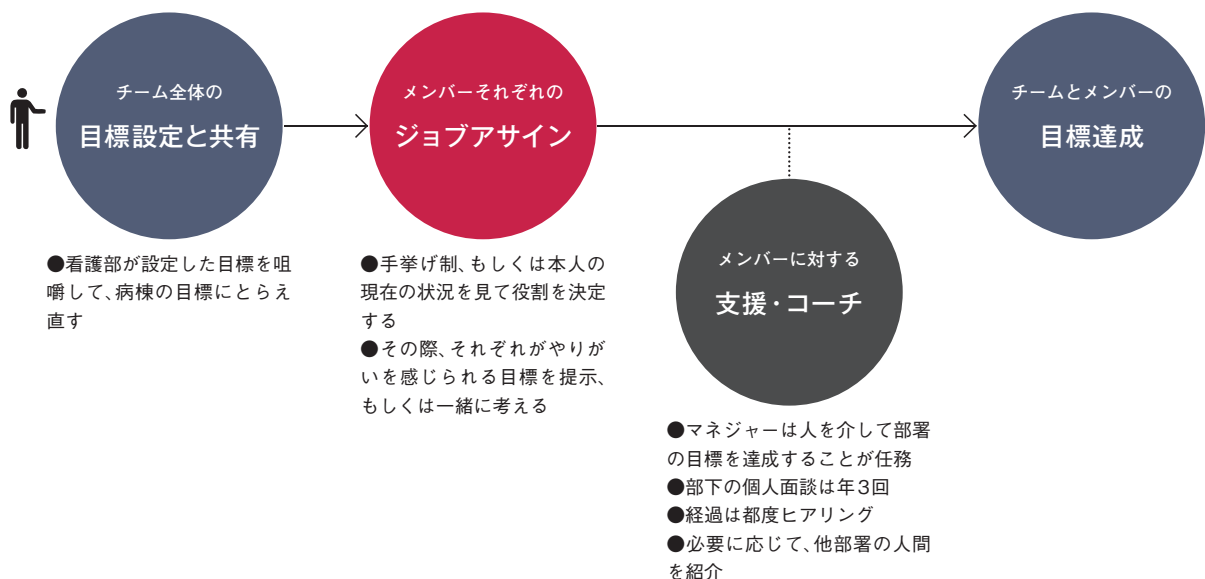 チーム全体の
目標設定と共有
●看護部が設定した目標を咀
嚼して、病棟の目標にとらえ
直す
メンバーそれぞれの
ジョブアサイン
●手挙げ制、もしくは本人の
現在の状況を見て役割を決定
する
●その際、それぞれがやりが
いを感じられる目標を提示、
もしくは一緒に考える
メンバーに対する
支援・コーチ
●マネジャーは人を介して部署
の目標を達成することが任務
●部下の個人面談は年3回
●経過は都度ヒアリング
●必要に応じて、他部署の人間
を紹介
チームとメンバーの
目標達成